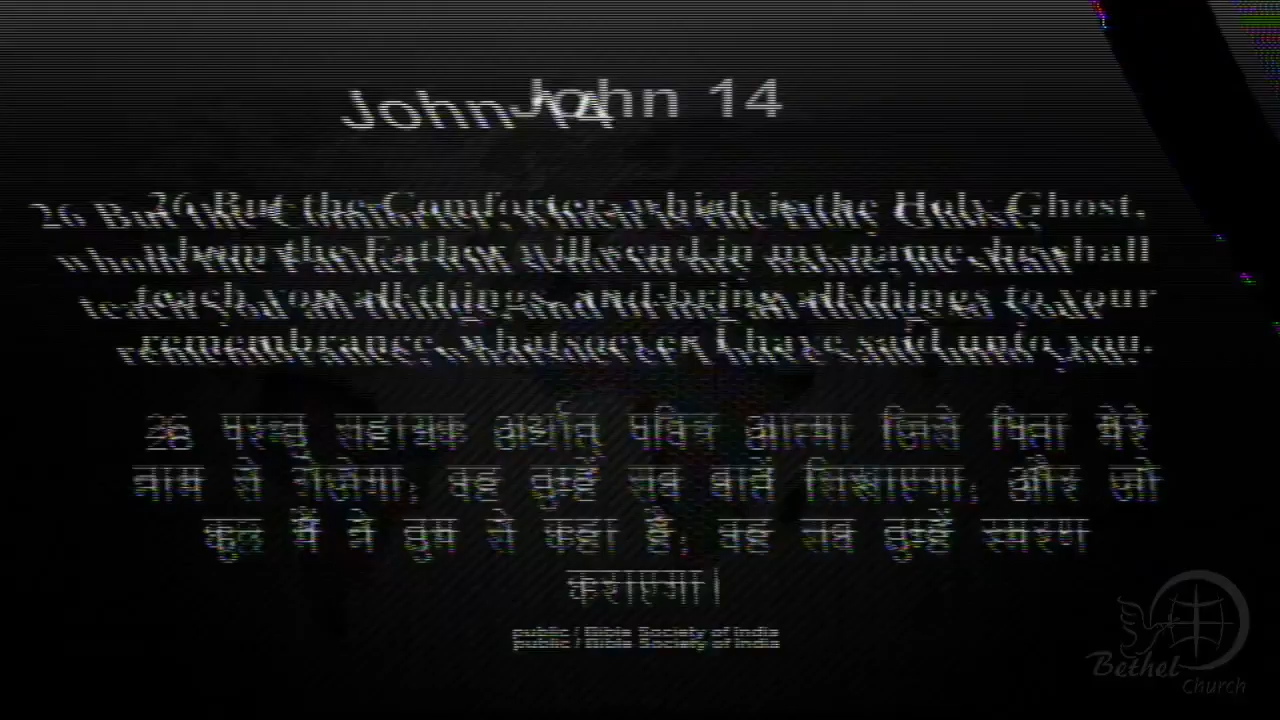 John 14
26 But the Comforter, which is the Holy Ghost,
whom the Father will send in my name, he shall
teach you all things, and bring all things to your
remembrance, whatsoever I have said unto you.
26 परन्तु सहायक अर्थात् पवित्र आत्मा जिसे पिता मेरे
नाम से भेजेगा, वह तुम्हें सब बातें सिखाएगा, और जो
कुछ मैं ने तुम से कहा है, वह सब तुम्हें स्मरण
कराएगा।
public / Bible Society of India
Bethel
Church